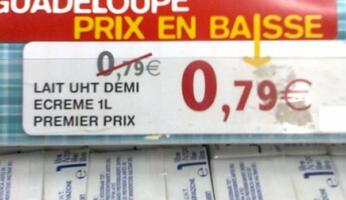 GUADELOUPE
PRIX EN BAISSE
0,79€
LAIT UHT DEMI
ECREME 1L
PREMIER PRIX
0,79€